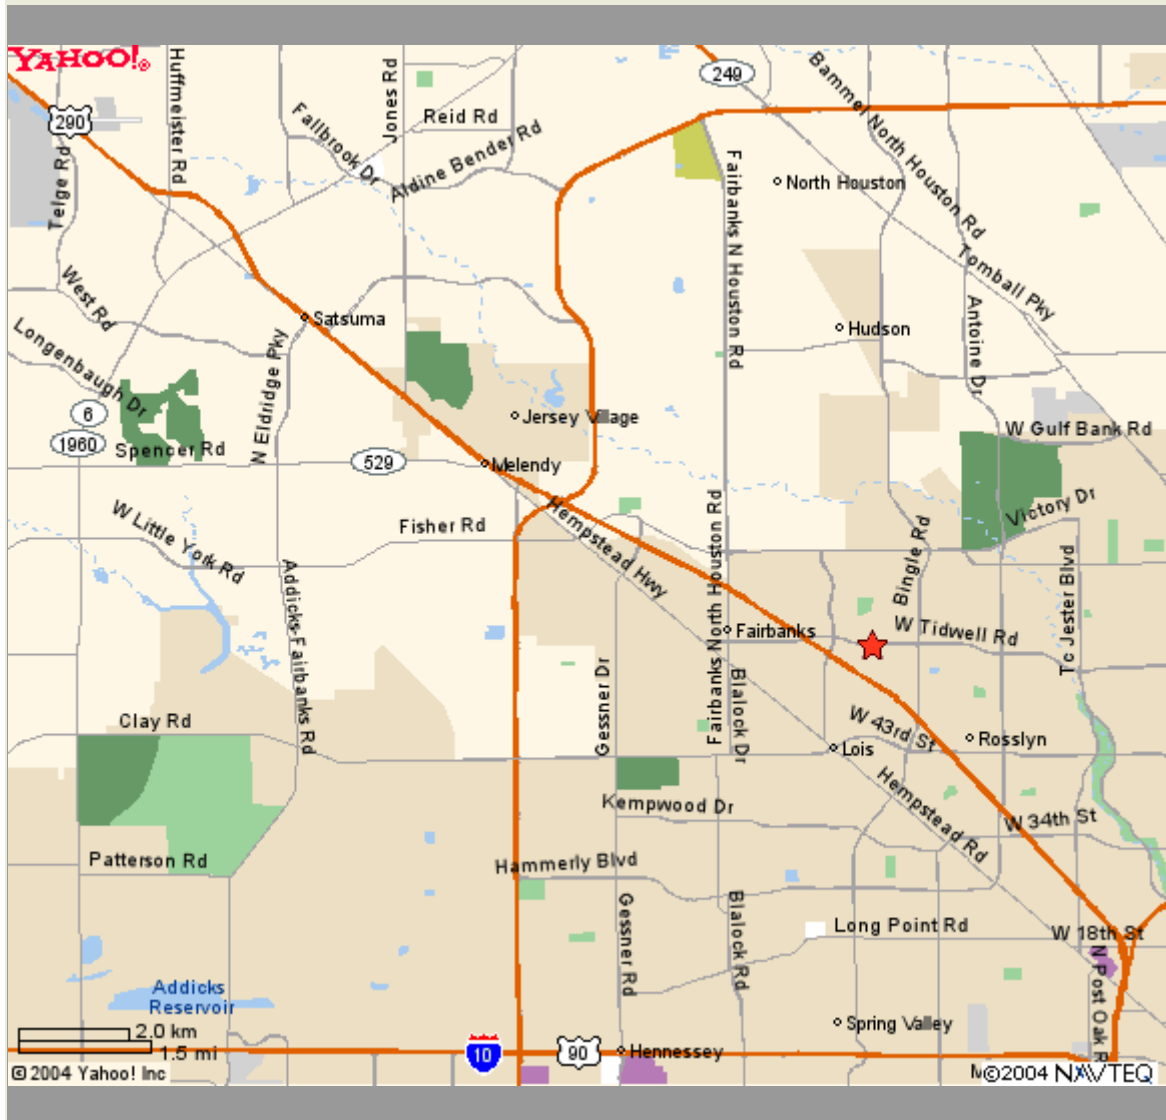 YAHOO!®
290
Huffmeister Rd
Telge Rd
Fallbrook Dr
Jones Rd
Reid Rd
Aldine Bender Rd
249
Bammel North Houston Rd
Fairbanks N Houston Rd
North Houston
Tomball Pky
West Rd
Satsuma
N Eldridge Pky
Hudson
Antoine Dr
Longenbaugh Dr
6
1960
Spencer Rd
529
Jersey Village
Melendy
W Gulf Bank Rd
Victory Dr
W Little York Rd
Fisher Rd
Hempstead Hwy
Fairbanks North Houston Rd
Bingle Rd
Addicks-Fairbanks Rd
Fairbanks
W Tidwell Rd
Tc Jester Blvd
Gessner Dr
Blalock Dr
Clay Rd
W 43rd St
Lois
Rosslyn
Hempstead Rd
Kempwood Dr
W 34th St
Patterson Rd
Hammerly Blvd
Gessner Rd
Blalock Rd
Long Point Rd
W 18th St
N Post Oak R
Addicks
Reservoir
2.0 km
1.5 mi
Spring Valley
10
90
Hennessey
© 2004 Yahoo! Inc
M©2004 NAVTEQ